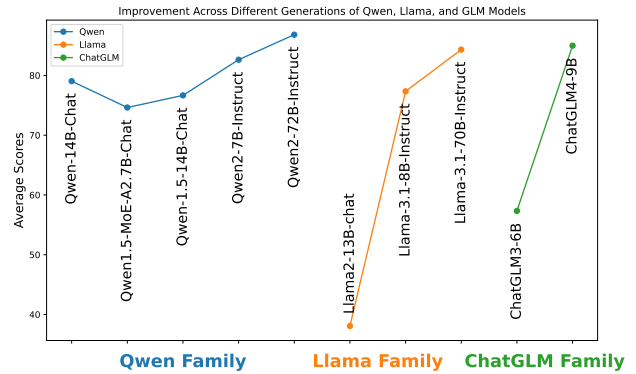 Improvement Across Different Generations of Qwen, Llama, and GLM Models
Qwen
Llama
ChatGLM
Average Scores
80
70
60
50
40
Qwen-14B-Chat
Qwen1.5-MoE-A2.7B-Chat
Qwen-1.5-14B-Chat
Qwen2-7B-Instruct
Qwen2-72B-Instruct
Llama2-13B-chat
Llama-3.1-8B-Instruct
Llama-3.1-70B-Instruct
ChatGLM3-6B
ChatGLM4-9B
Qwen Family
Llama Family
ChatGLM Family